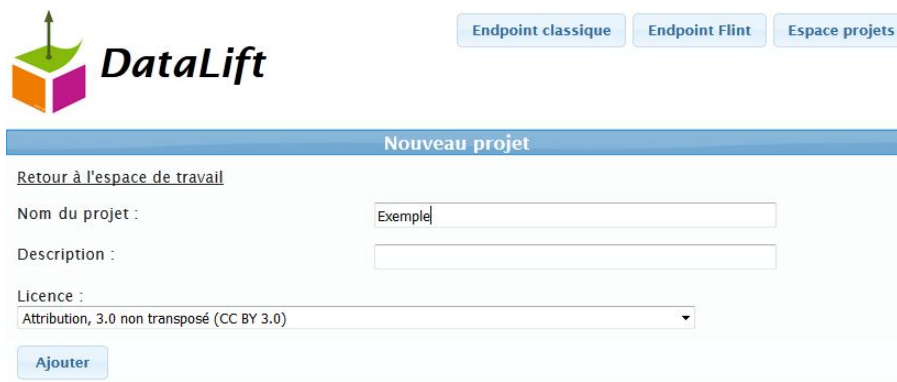 DataLift
Endpoint classique Endpoint Flint Espace projets
Nouveau projet
Retour à l'espace de travail
Nom du projet : Exemple
Description :
Licence :
Attribution, 3.0 non transposé (CC BY 3.0)
Ajouter